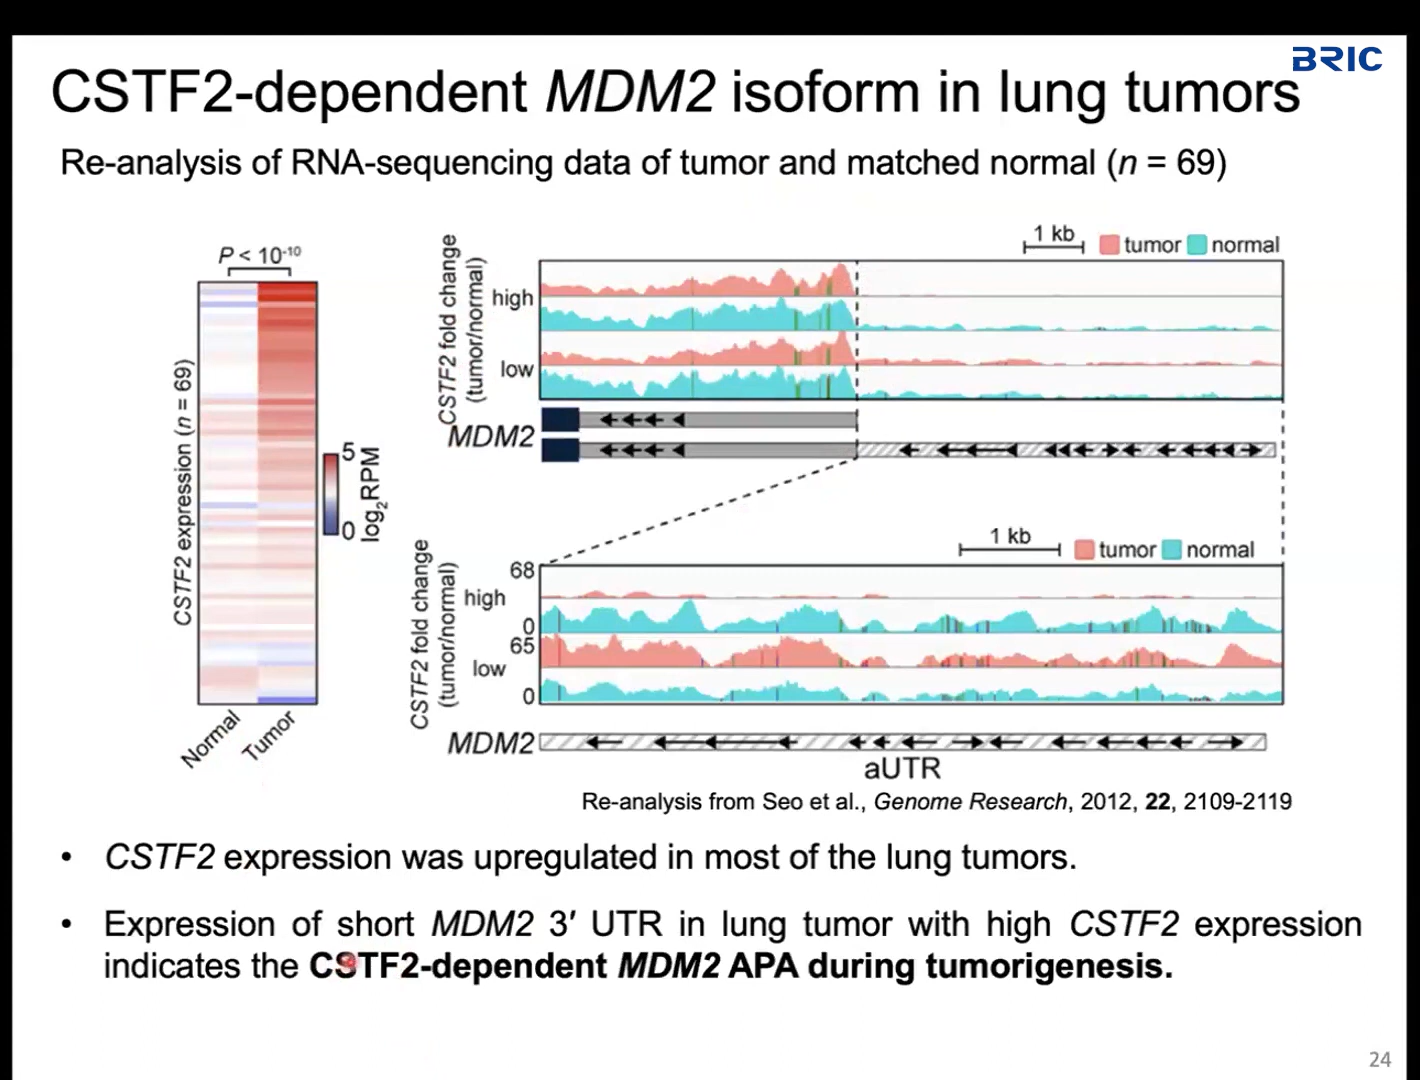 BRIC
CSTF2-dependent MDM2 isoform in lung tumors
Re-analysis of RNA-sequencing data of tumor and matched normal (n = 69)
P < 10⁻¹⁰
CSTF2 expression (n = 69)
Normal
Tumor
5
0
log₂RPM
1 kb
tumor
normal
CSTF2 fold change
(tumor/normal)
high
low
MDM2
1 kb
tumor
normal
CSTF2 fold change
(tumor/normal)
68
high
0
65
low
0
MDM2
aUTR
Re-analysis from Seo et al., Genome Research, 2012, 22, 2109-2119
• CSTF2 expression was upregulated in most of the lung tumors.
• Expression of short MDM2 3′ UTR in lung tumor with high CSTF2 expression
indicates the CSTF2-dependent MDM2 APA during tumorigenesis.
24